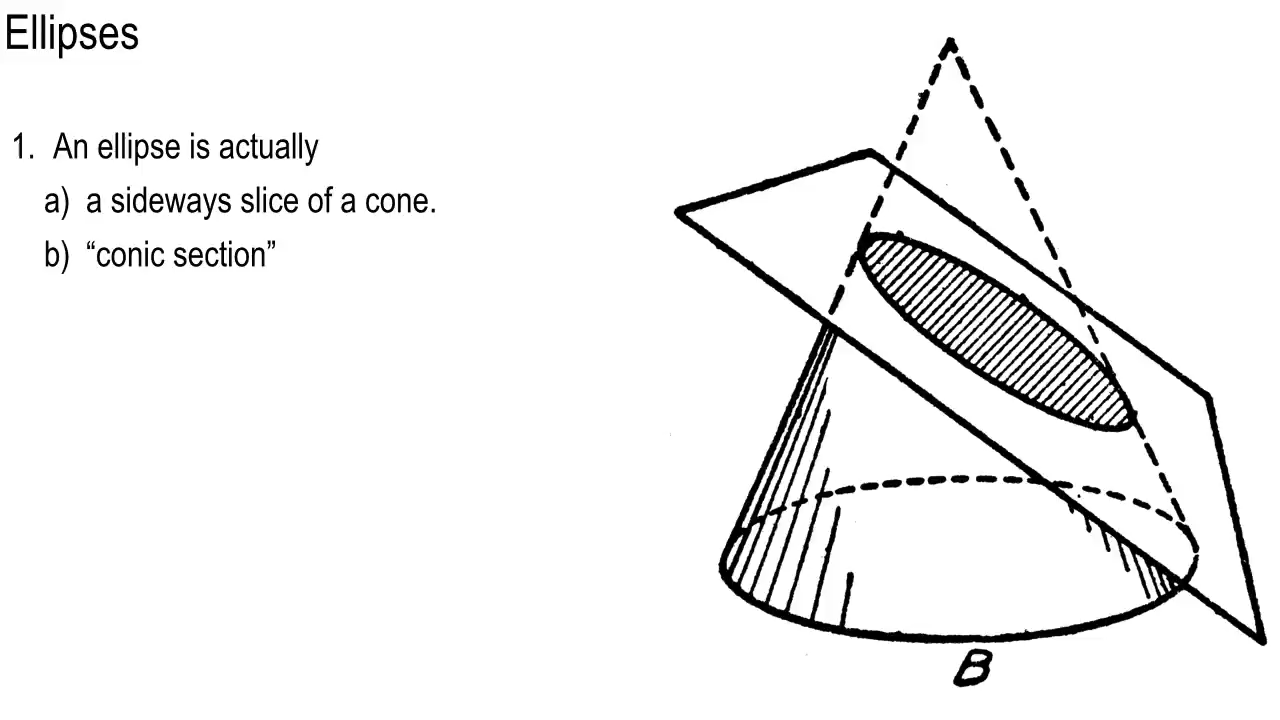 Ellipses
1. An ellipse is actually
a) a sideways slice of a cone.
b) “conic section”
B